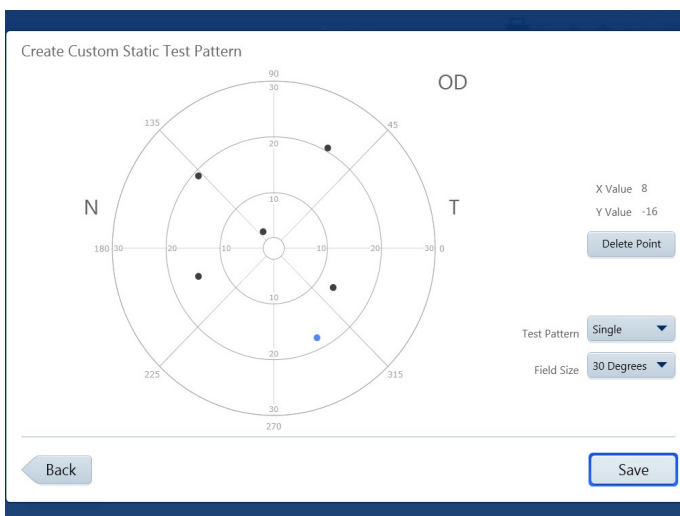 Create Custom Static Test Pattern
OD
90
30
135
45
20
X Value 8
10
N
T
Y Value -16
180 30 20 10 10 20 30 0
Delete Point
10
Test Pattern Single
20
Field Size 30 Degrees
225
315
30
270
Back
Save